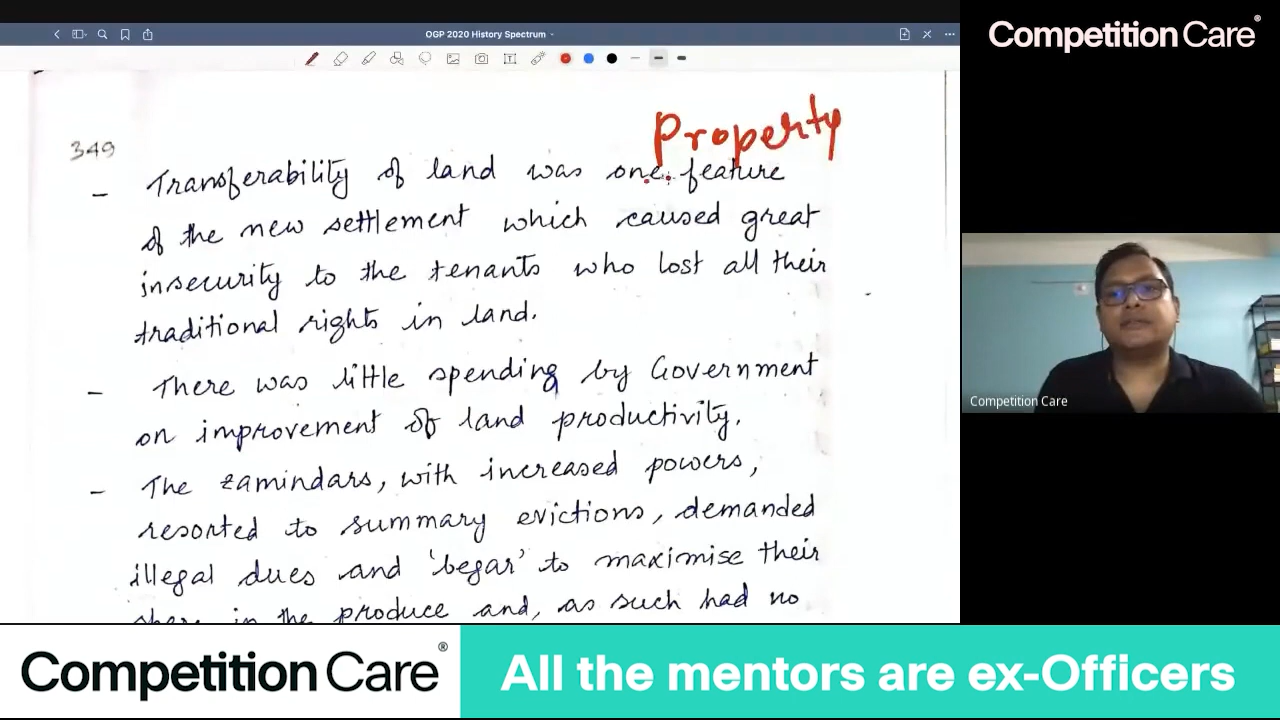 OGP 2020 History Spectrum
Competition Care®
Property
349
- Transferability of land was one feature
of the new settlement which caused great
insecurity to the tenants who lost all their
traditional rights in land.
- There was little spending by Government
on improvement of land productivity.
- The zamindars, with increased powers,
resorted to summary evictions, demanded
illegal dues and 'begar' to maximise their
share in the produce and, as such had no
Competition Care
Competition Care®
All the mentors are ex-Officers